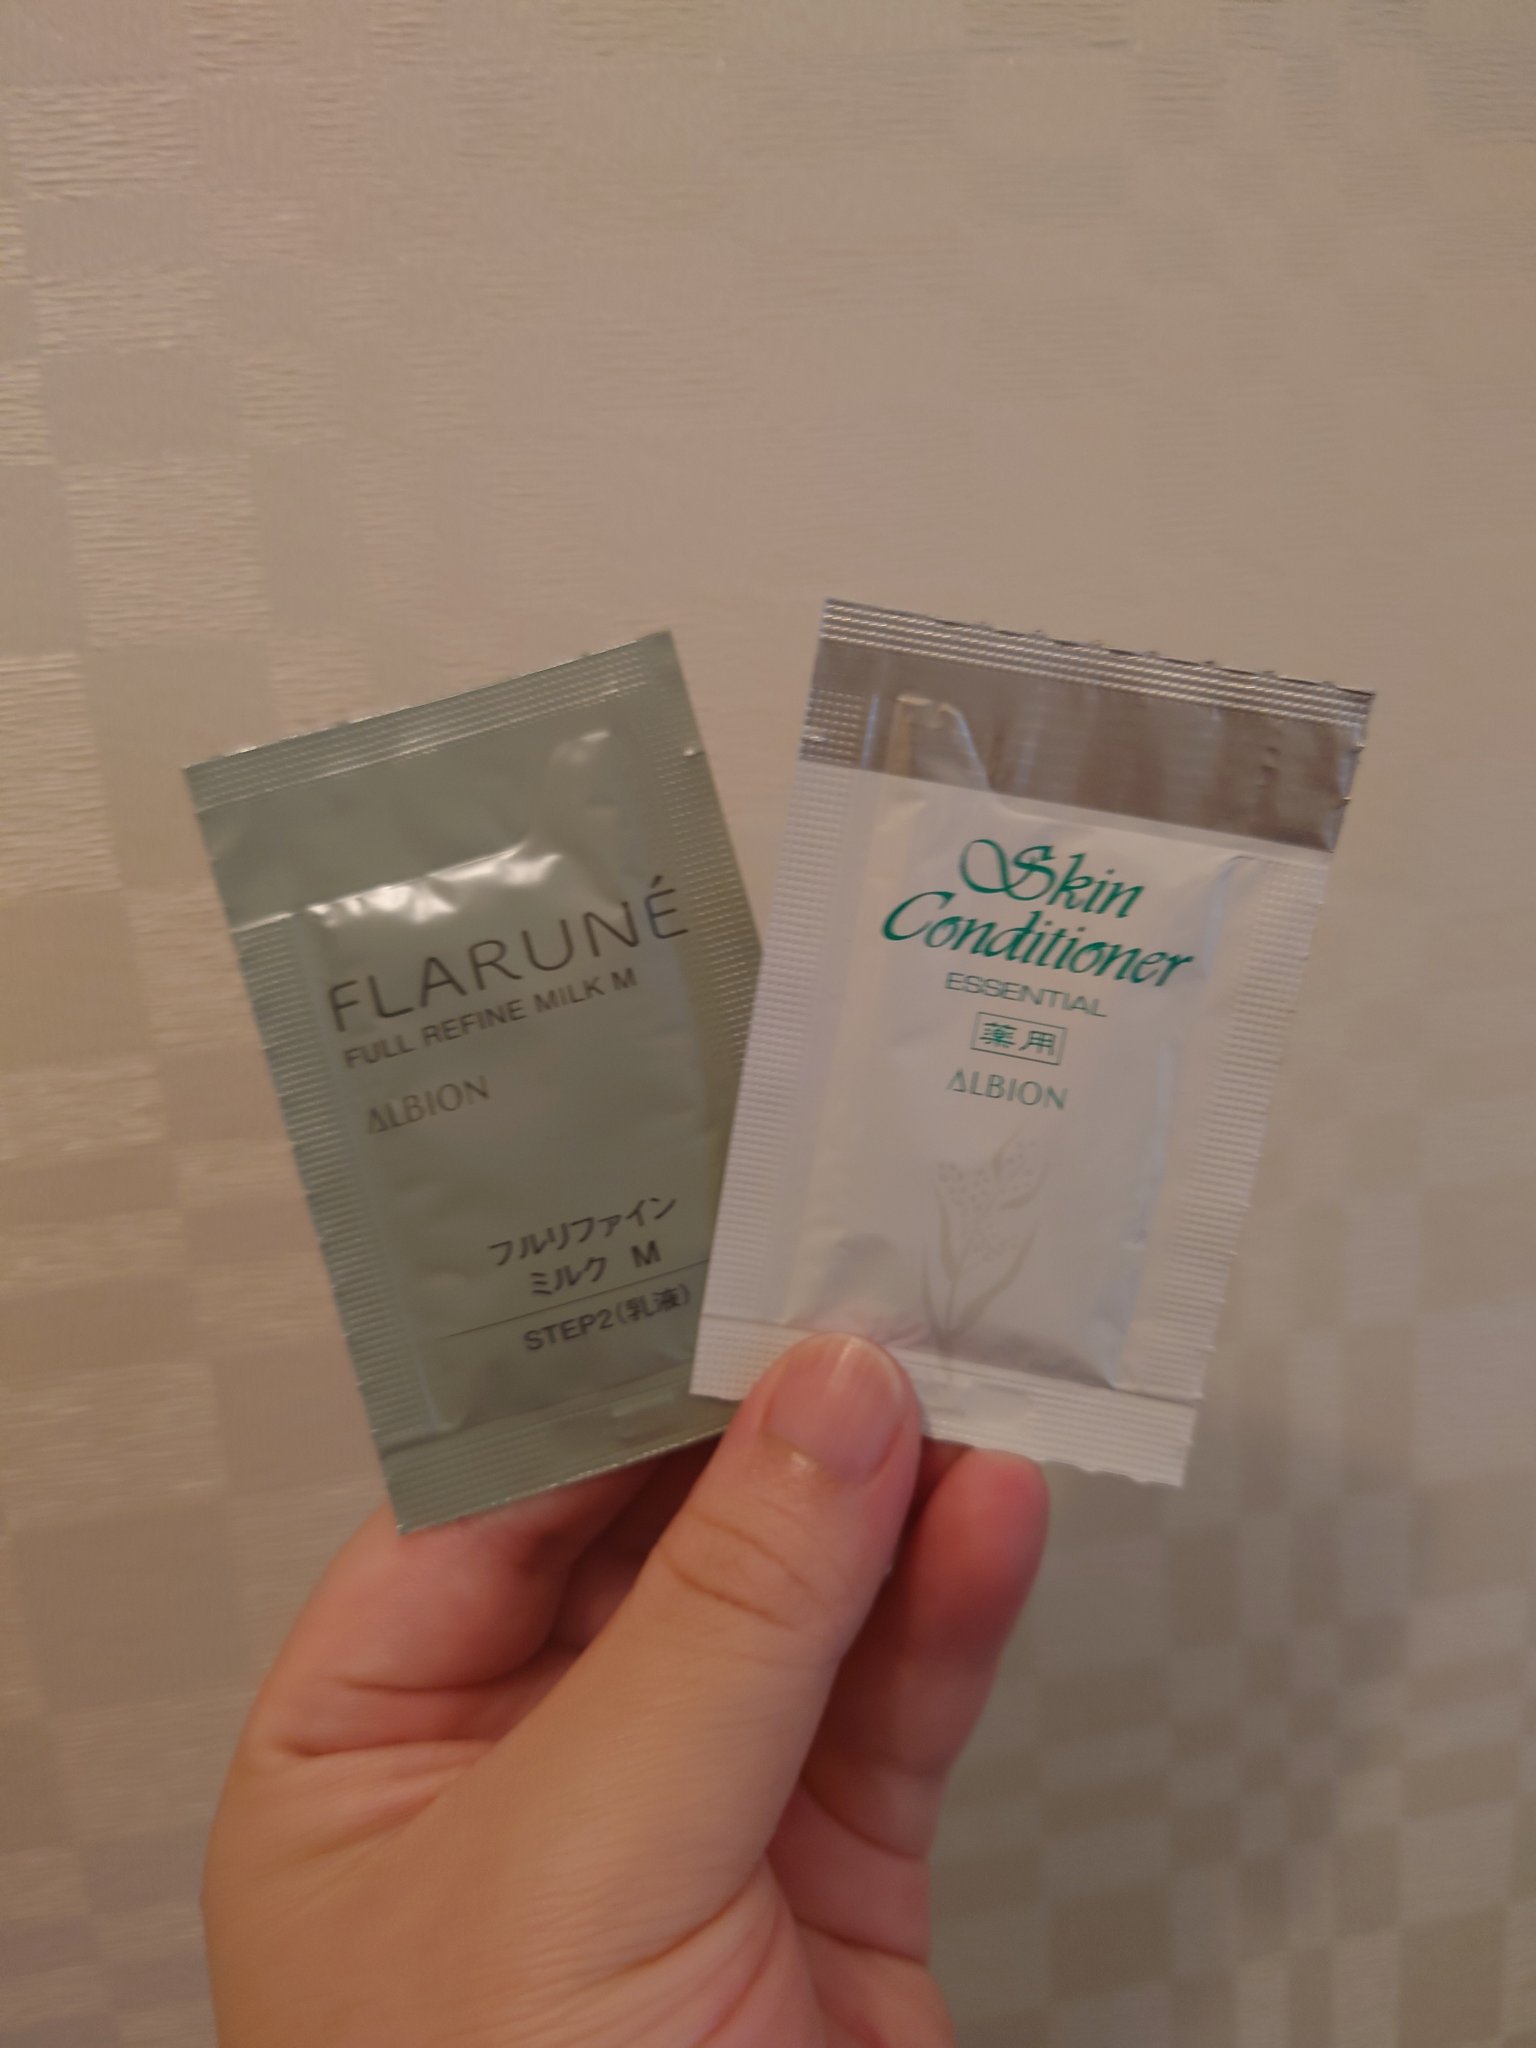 FLARUNÉ
FULL REFINE MILK M
ALBION
フルリファイン
ミルク M
STEP2(乳液)
Skin
Conditioner
ESSENTIAL
薬用
ALBION